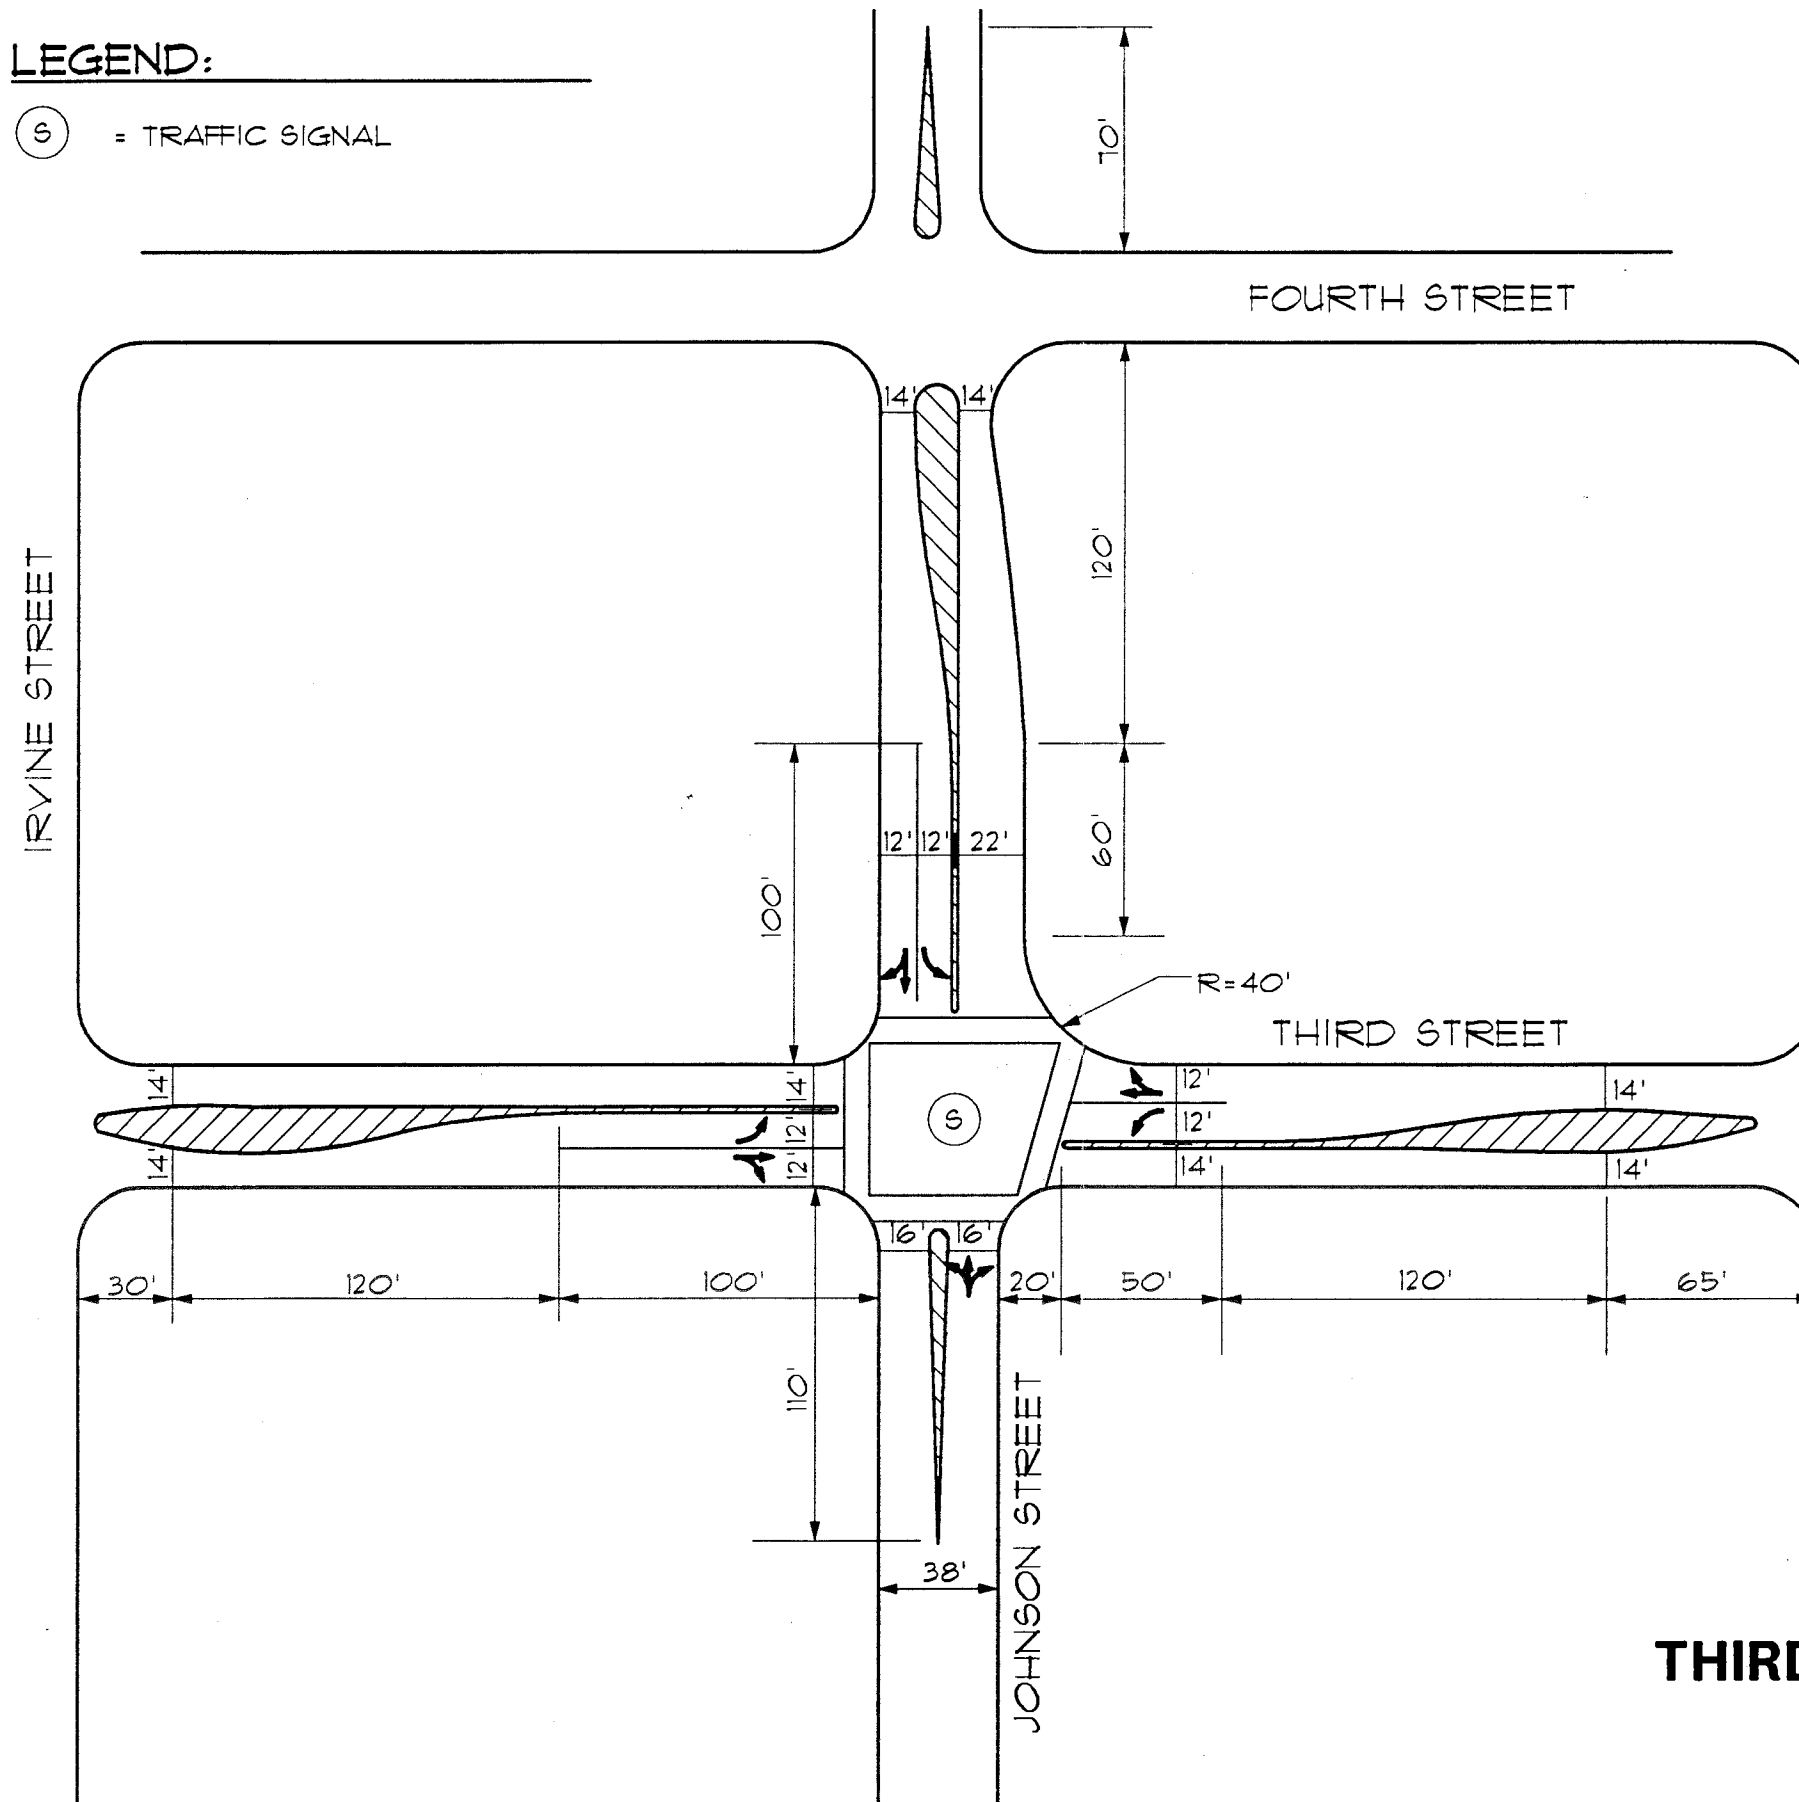 LEGEND:
S = TRAFFIC SIGNAL
70'
FOURTH STREET
14' 14'
120'
IRVINE STREET
12' 12' 22'
100'
60'
R=40'
THIRD STREET
14' 14' 12' 14'
S
12' 12'
14' 12' 14' 14'
16' 16'
30' 120' 100' 20' 50' 120' 65'
110'
38'
JOHNSON STREET
THIRD